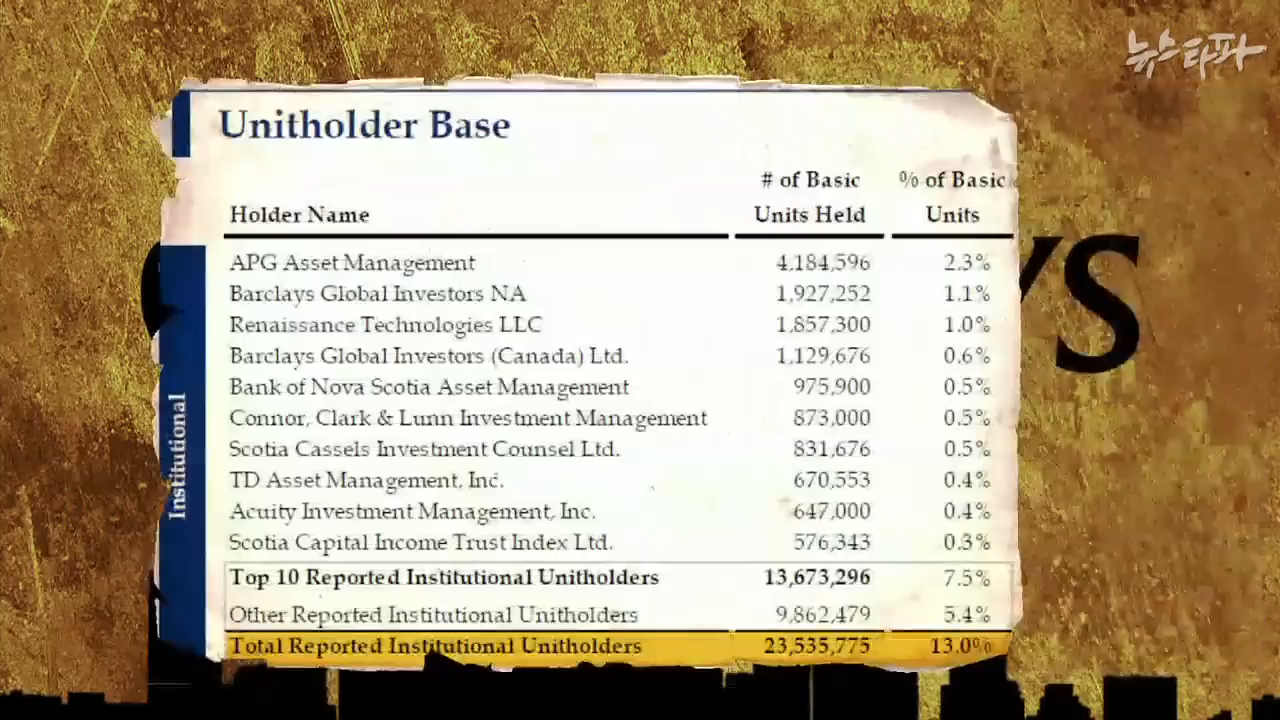 뉴스타파
Unitholder Base
# of Basic % of Basic
Holder Name Units Held Units
APG Asset Management 4,184,596 2.3%
Barclays Global Investors NA 1,927,252 1.1%
Renaissance Technologies LLC 1,857,300 1.0%
Barclays Global Investors (Canada) Ltd. 1,129,676 0.6%
Bank of Nova Scotia Asset Management 975,900 0.5%
Connor, Clark & Lunn Investment Management 873,000 0.5%
Scotia Cassels Investment Counsel Ltd. 831,676 0.5%
TD Asset Management, Inc. 670,553 0.4%
Acuity Investment Management, Inc. 647,000 0.4%
Scotia Capital Income Trust Index Ltd. 576,343 0.3%
Top 10 Reported Institutional Unitholders 13,673,296 7.5%
Other Reported Institutional Unitholders 9,862,479 5.4%
Total Reported Institutional Unitholders 23,535,775 13.0%
Institutional